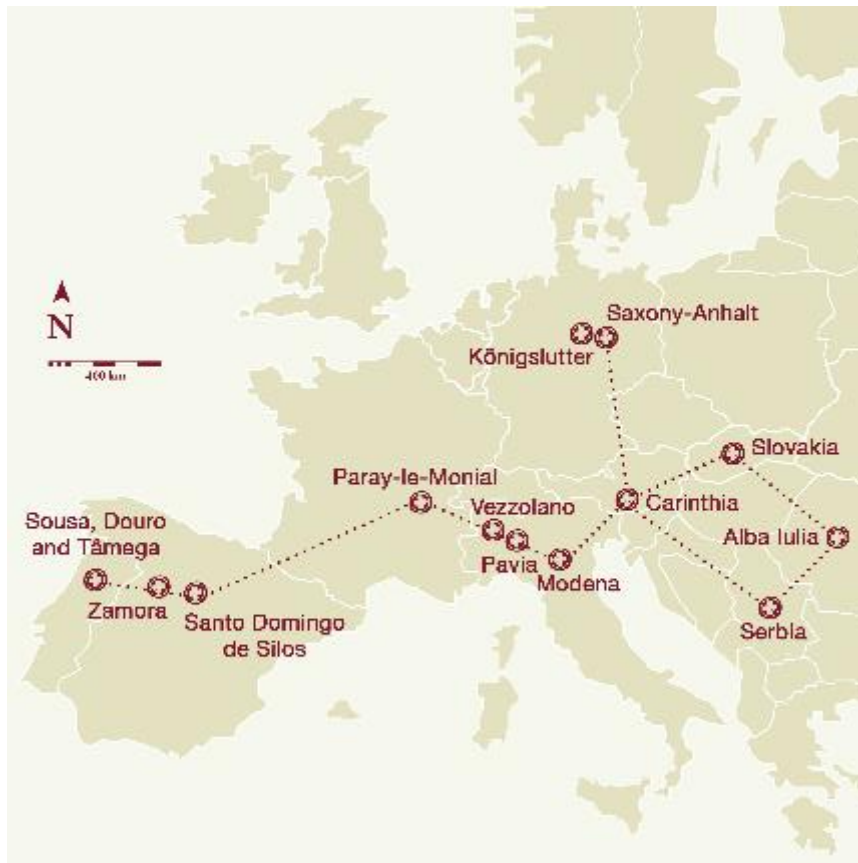 Saxony-Anhalt
Königslutter
N
400 km
Slovakia
Paray-le-Monial
Carinthia
Vezzolano
Sousa, Douro
and Tâmega
Alba Iulia
Pavia
Modena
Zamora
Santo Domingo
de Silos
Serbia